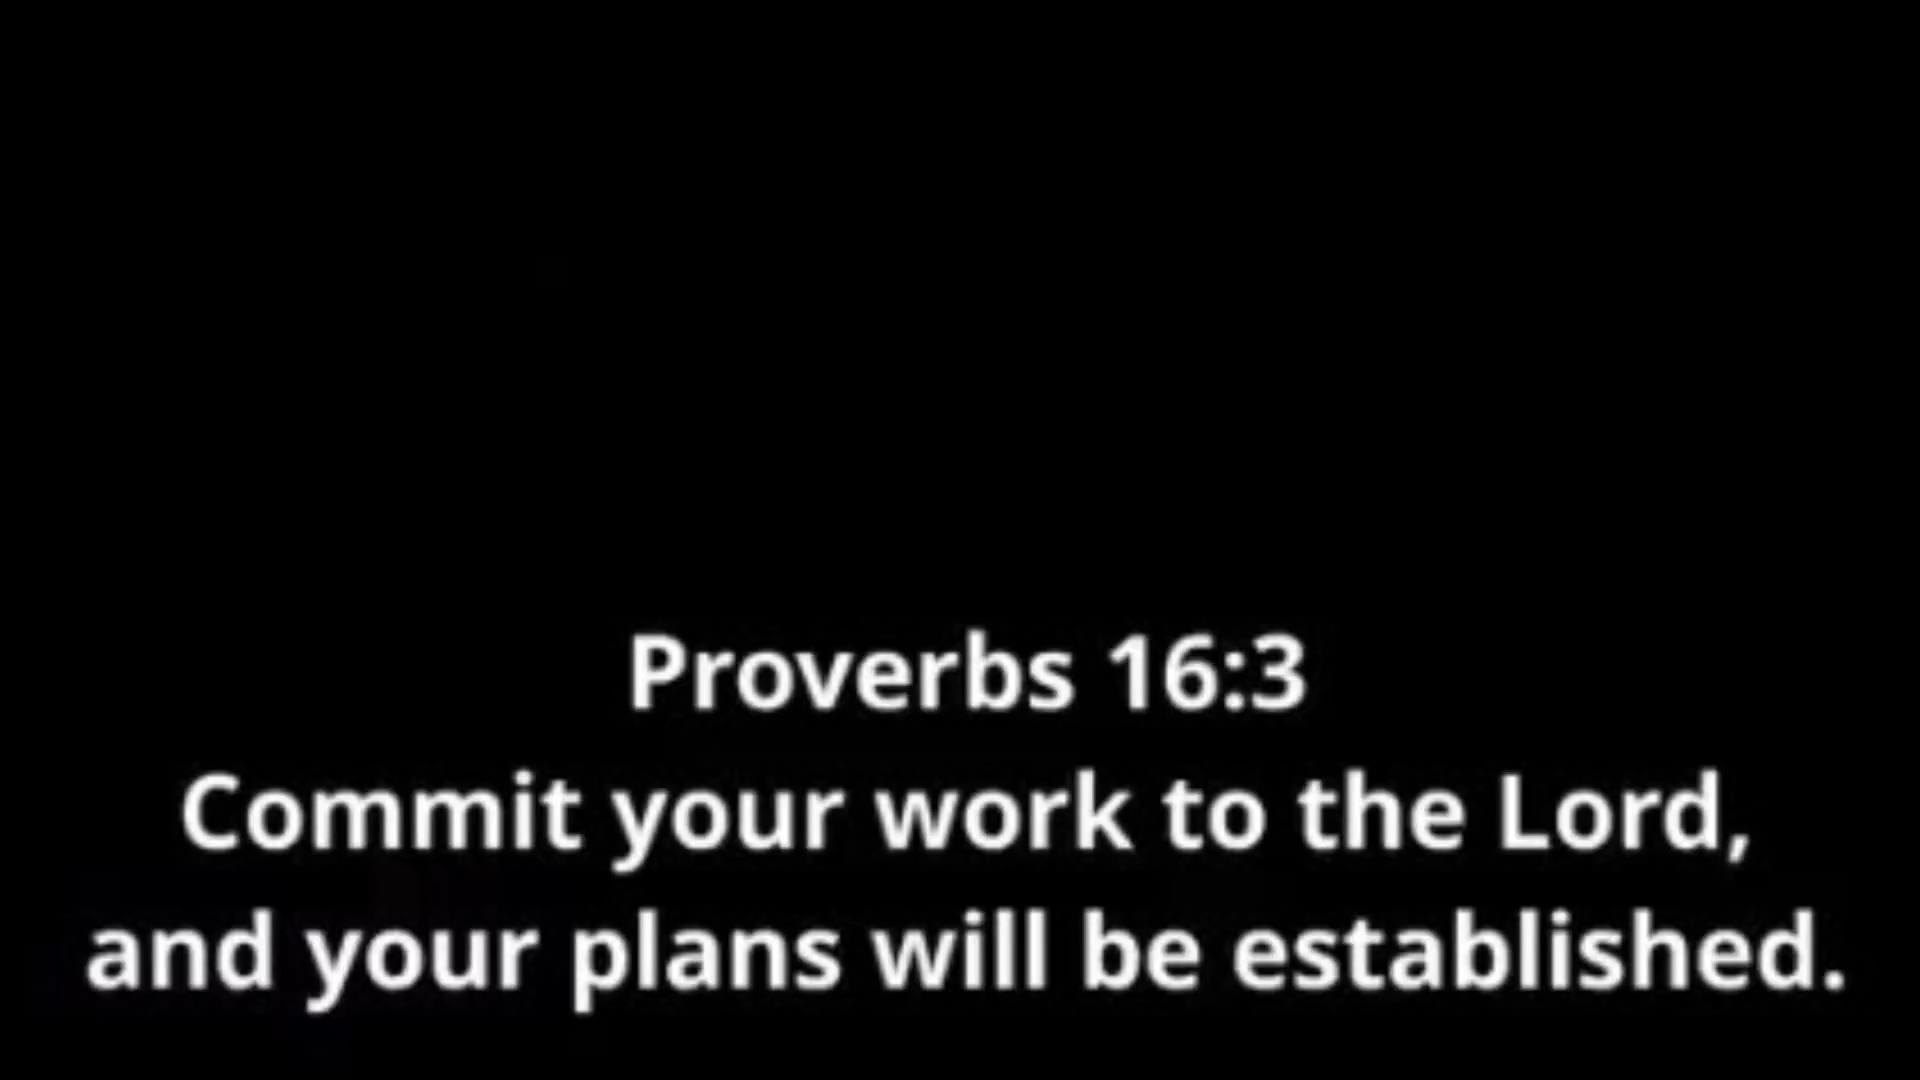 Proverbs 16:3
Commit your work to the Lord,
and your plans will be established.